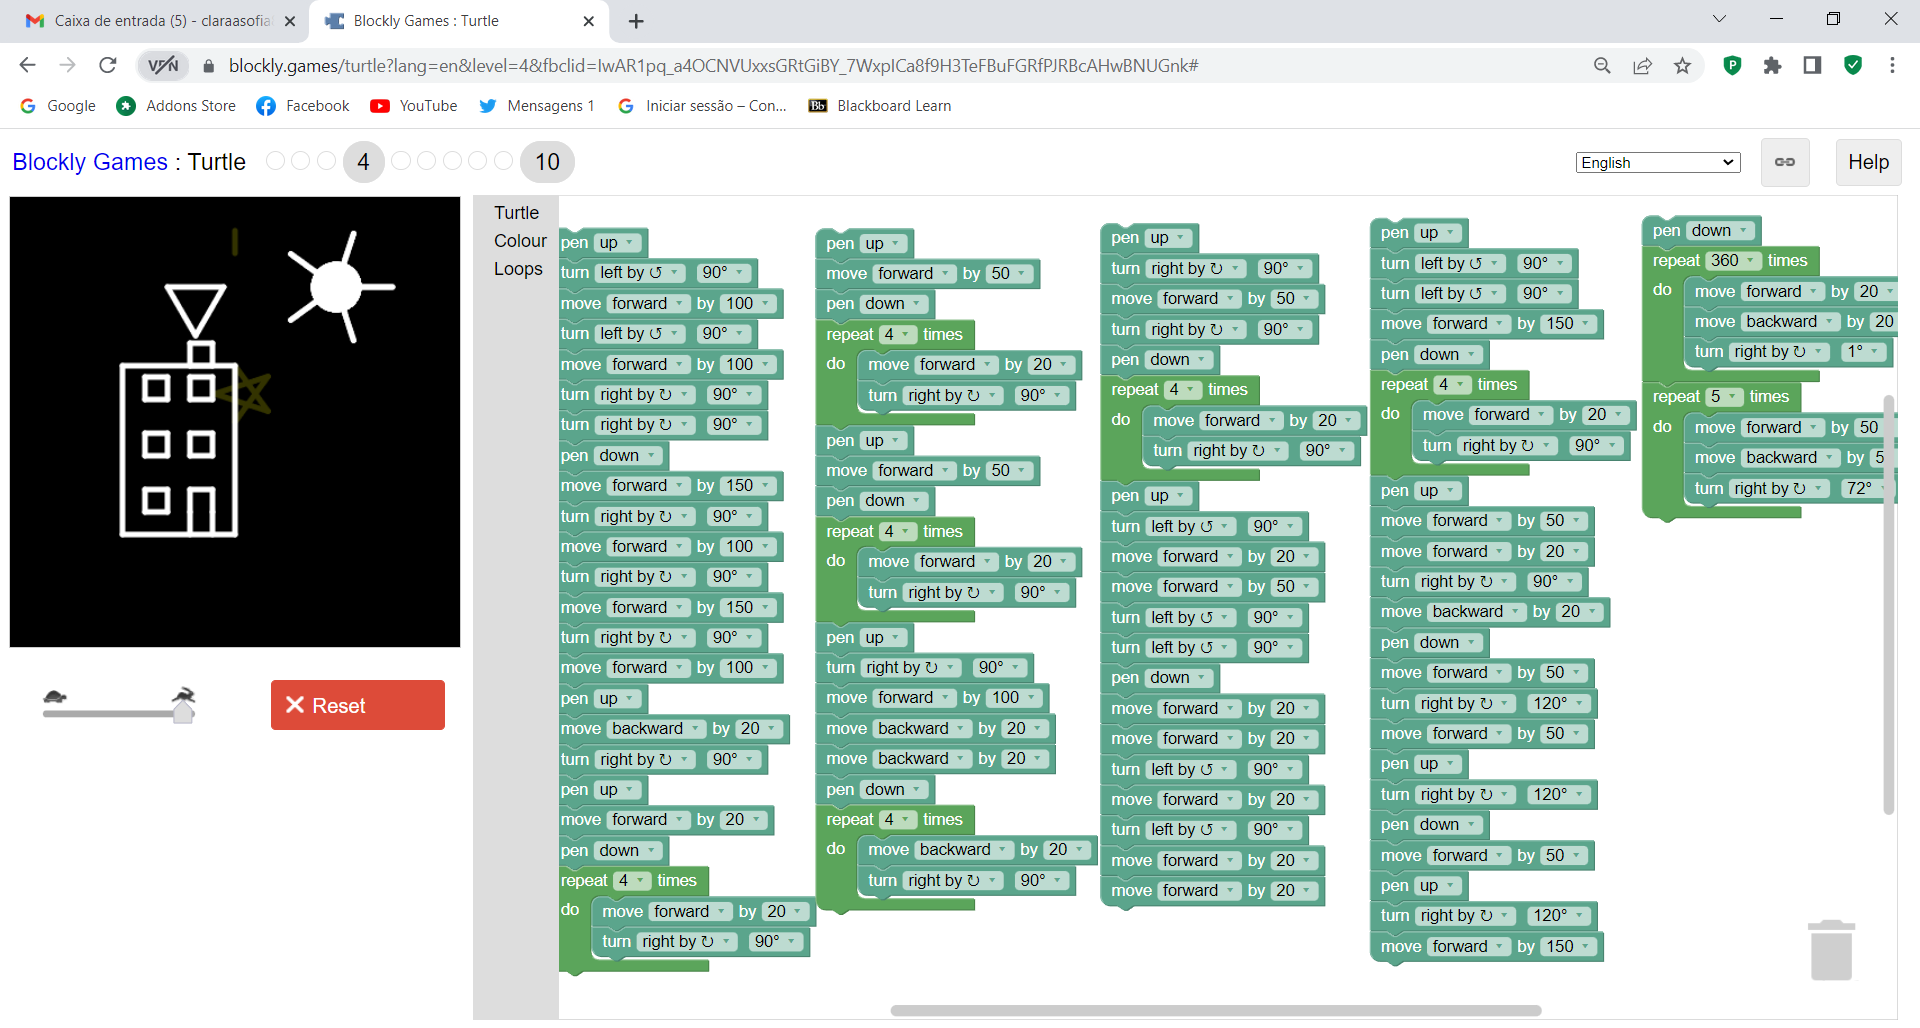 Caixa de entrada (5) - claraasofia
Blockly Games : Turtle
VPN
blockly.games/turtle?lang=en&level=4&fbclid=IwAR1pq_a4OCNVUxxsGRtGiBY_7WxpICa8f9H3TeFBuFGRfPJRBcAHwBNUGnk#
Google
Addons Store
Facebook
YouTube
Mensagens 1
Iniciar sessão – Con...
Bb
Blackboard Learn
Blockly Games : Turtle
4
10
English
Help
Turtle
Colour
Loops
Reset
pen up
turn left by ↺ 90°
move forward by 100
turn left by ↺ 90°
move forward by 100
turn right by ↻ 90°
turn right by ↻ 90°
pen down
move forward by 150
turn right by ↻ 90°
move forward by 100
turn right by ↻ 90°
move forward by 150
turn right by ↻ 90°
move forward by 100
pen up
move backward by 20
turn right by ↻ 90°
pen up
move forward by 20
pen down
repeat 4 times
do move forward by 20
turn right by ↻ 90°
pen up
move forward by 50
pen down
repeat 4 times
do move forward by 20
turn right by ↻ 90°
pen up
move forward by 50
pen down
repeat 4 times
do move forward by 20
turn right by ↻ 90°
pen up
turn right by ↻ 90°
move forward by 100
move backward by 20
move backward by 20
pen down
repeat 4 times
do move backward by 20
turn right by ↻ 90°
pen up
turn right by ↻ 90°
move forward by 50
turn right by ↻ 90°
pen down
repeat 4 times
do move forward by 20
turn right by ↻ 90°
pen up
turn left by ↺ 90°
move forward by 20
move forward by 50
turn left by ↺ 90°
turn left by ↺ 90°
pen down
move forward by 20
move forward by 20
turn left by ↺ 90°
move forward by 20
turn left by ↺ 90°
move forward by 20
move forward by 20
pen up
turn left by ↺ 90°
turn left by ↺ 90°
move forward by 150
pen down
repeat 4 times
do move forward by 20
turn right by ↻ 90°
pen up
move forward by 50
move forward by 20
turn right by ↻ 90°
move backward by 20
pen down
move forward by 50
turn right by ↻ 120°
move forward by 50
pen up
turn right by ↻ 120°
pen down
move forward by 50
pen up
turn right by ↻ 120°
move forward by 150
pen down
repeat 360 times
do move forward by 20
move backward by 20
turn right by ↻ 1°
repeat 5 times
do move forward by 50
move backward by 5
turn right by ↻ 72°